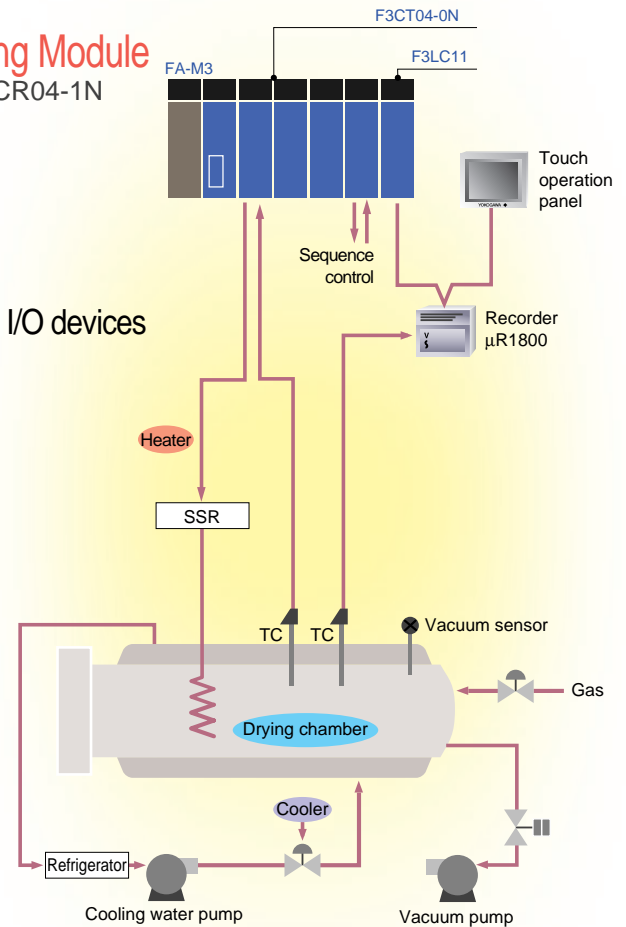 F3CT04-0N
ng Module
CR04-1N
F3LC11
FA-M3
Touch
operation
panel
YOKOGAWA
Sequence
control
I/O devices
Recorder
µR1800
Heater
SSR
TC
TC
Vacuum sensor
Gas
Drying chamber
Cooler
Refrigerator
Cooling water pump
Vacuum pump